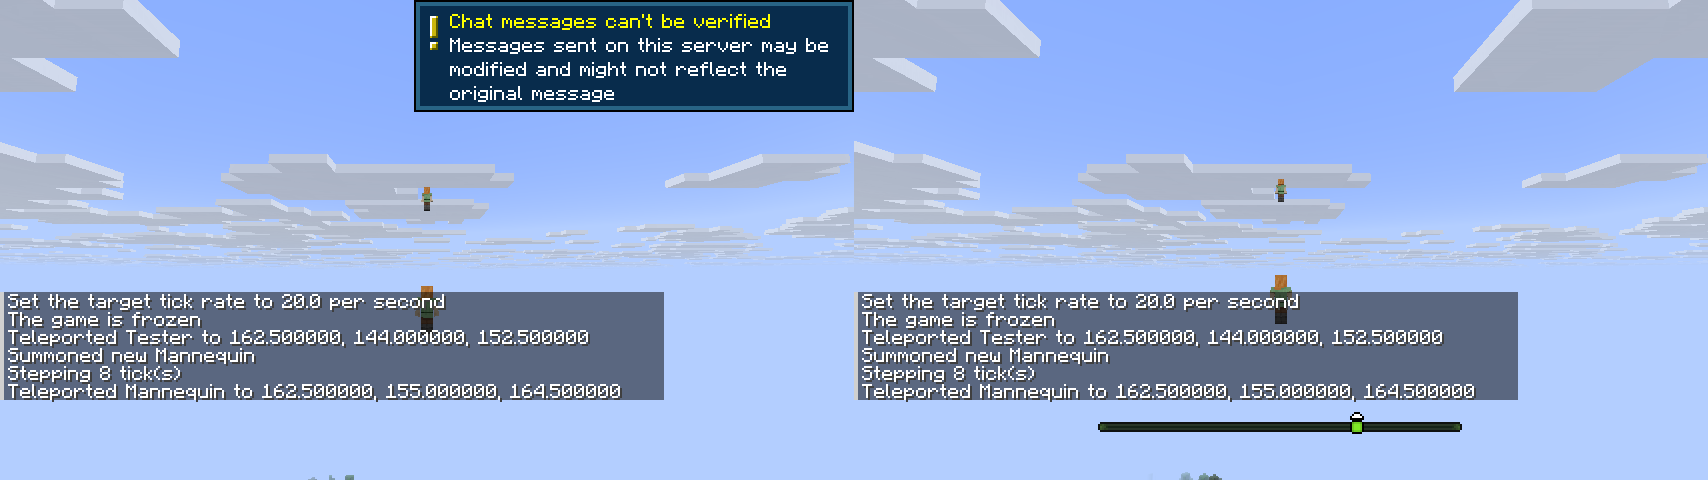 Chat messages can't be verified
Messages sent on this server may be
modified and might not reflect the
original message
Set the target tick rate to 20.0 per second
The game is frozen
Teleported Tester to 162.500000, 144.000000, 152.500000
Summoned new Mannequin
Stepping 8 tick(s)
Teleported Mannequin to 162.500000, 155.000000, 164.500000
Set the target tick rate to 20.0 per second
The game is frozen
Teleported Tester to 162.500000, 144.000000, 152.500000
Summoned new Mannequin
Stepping 8 tick(s)
Teleported Mannequin to 162.500000, 155.000000, 164.500000